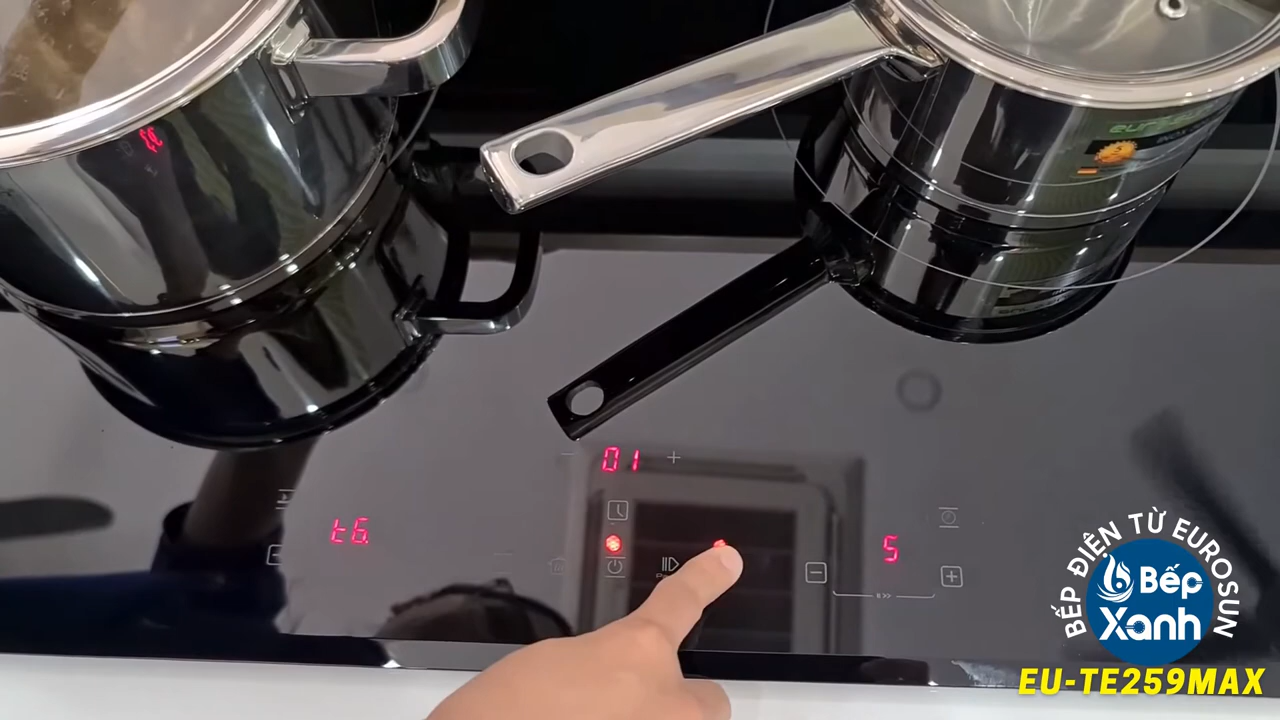 01
t6.
5
BẾP ĐIỆN TỪ EUROSUN
Bếp
Xanh
EU-TE259MAX